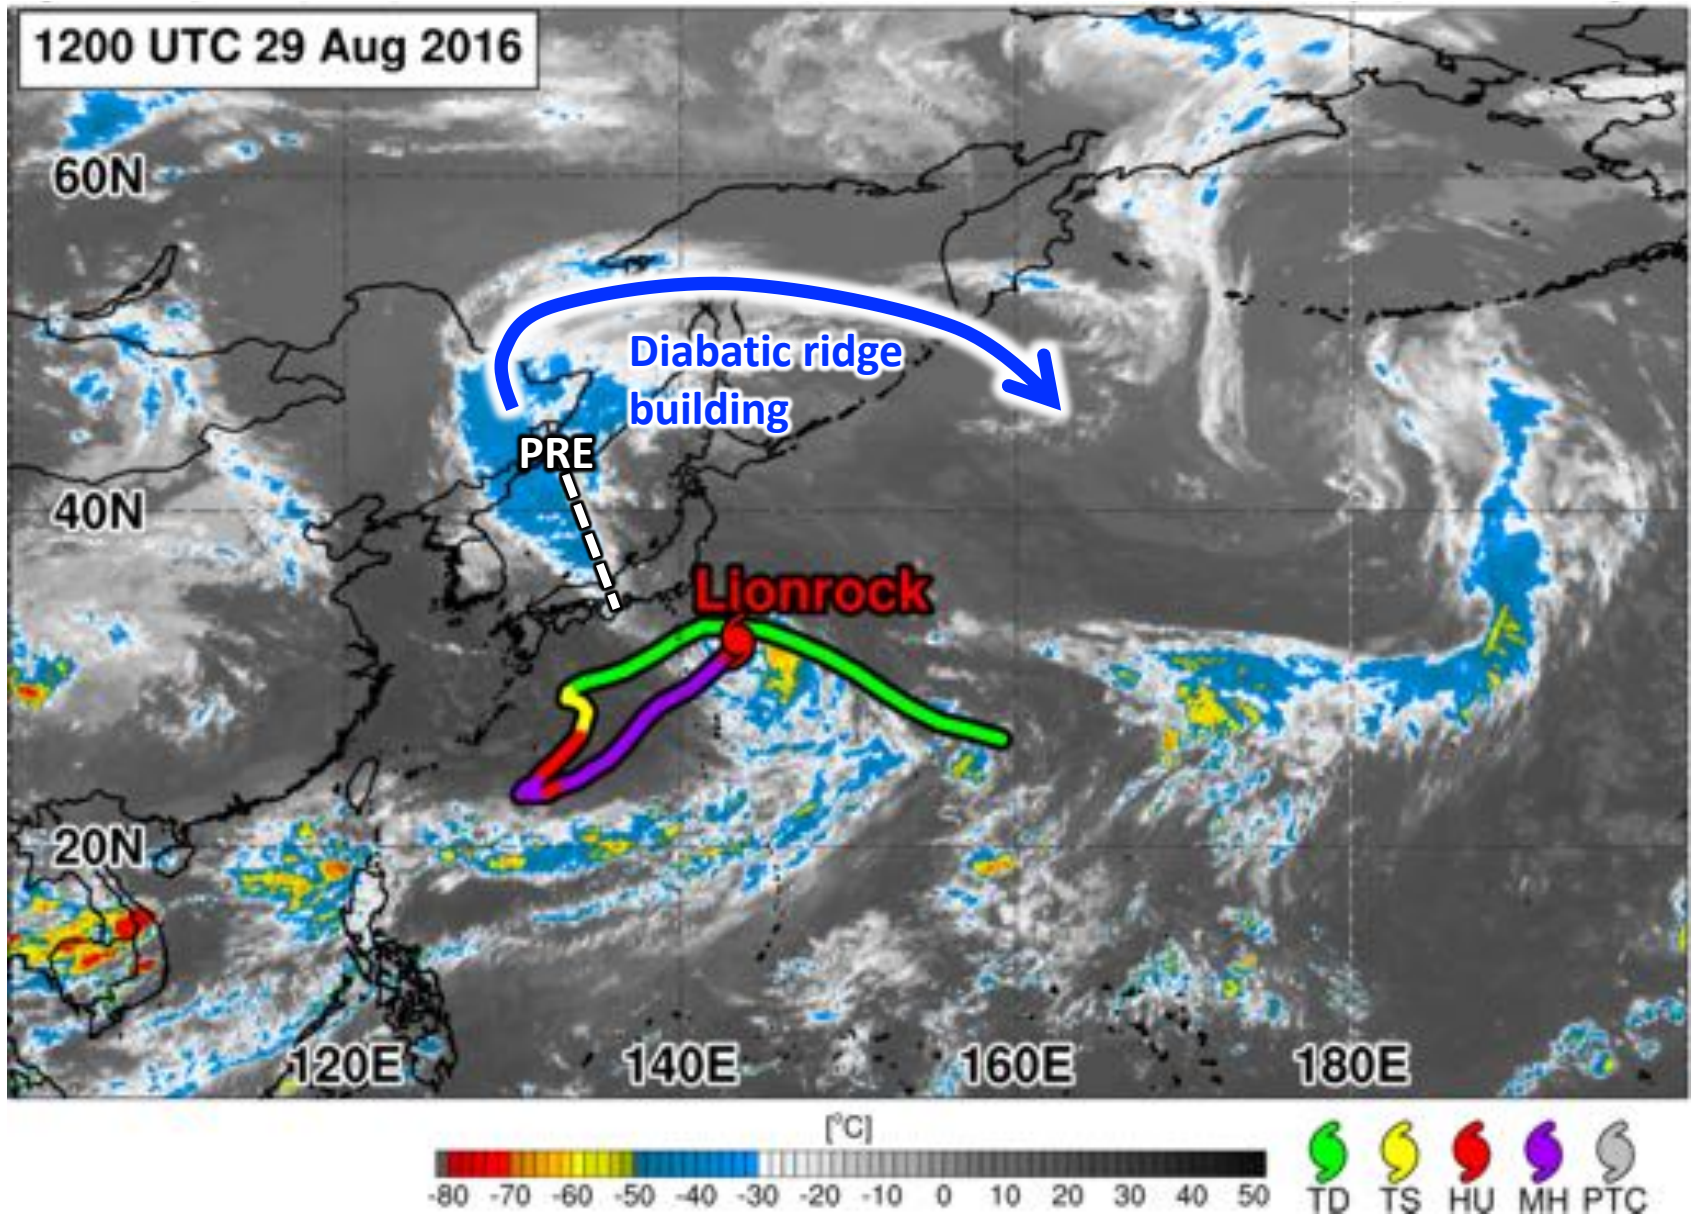 1200 UTC 29 Aug 2016
60N
Diabatic ridge
building
PRE
40N
Lionrock
20N
120E
140E
160E
180E
[°C]
-80 -70 -60 -50 -40 -30 -20 -10 0 10 20 30 40 50
TD TS HU MH PTC